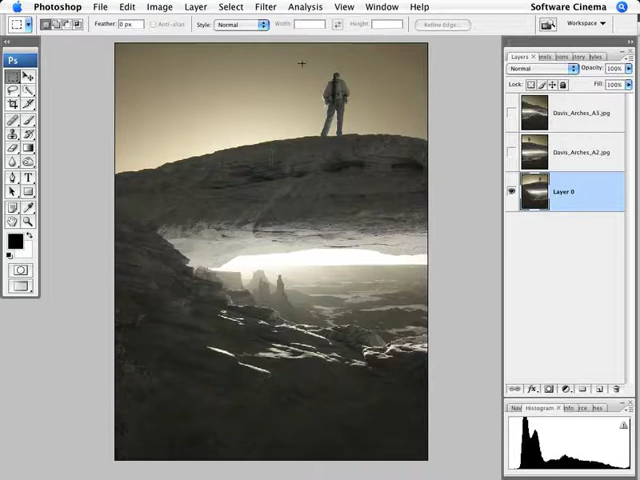 Photoshop File Edit Image Layer Select Filter Analysis View Window Help Software Cinema
Feather: 0 px Anti-alias Style: Normal Width: Height: Refine Edge... Workspace
Ps
Layers
Normal Opacity: 100%
Lock: Fill: 100%
Davis_Arches_A3.jpg
Davis_Arches_A2.jpg
Layer 0
Histogram Info